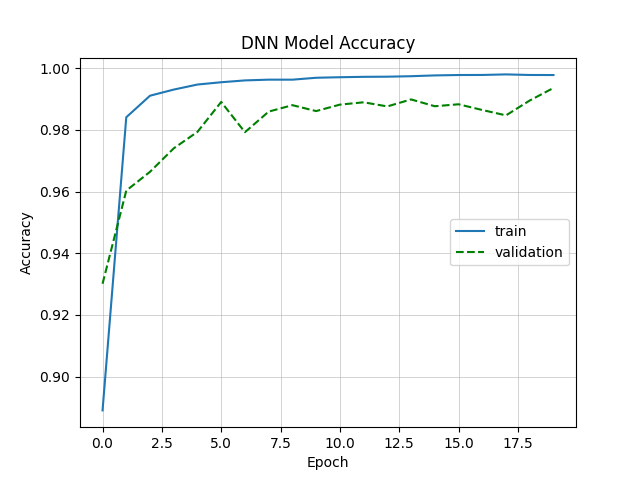 DNN Model Accuracy
1.00
0.98
0.96
0.94
0.92
0.90
Accuracy
train
validation
0.0 2.5 5.0 7.5 10.0 12.5 15.0 17.5
Epoch